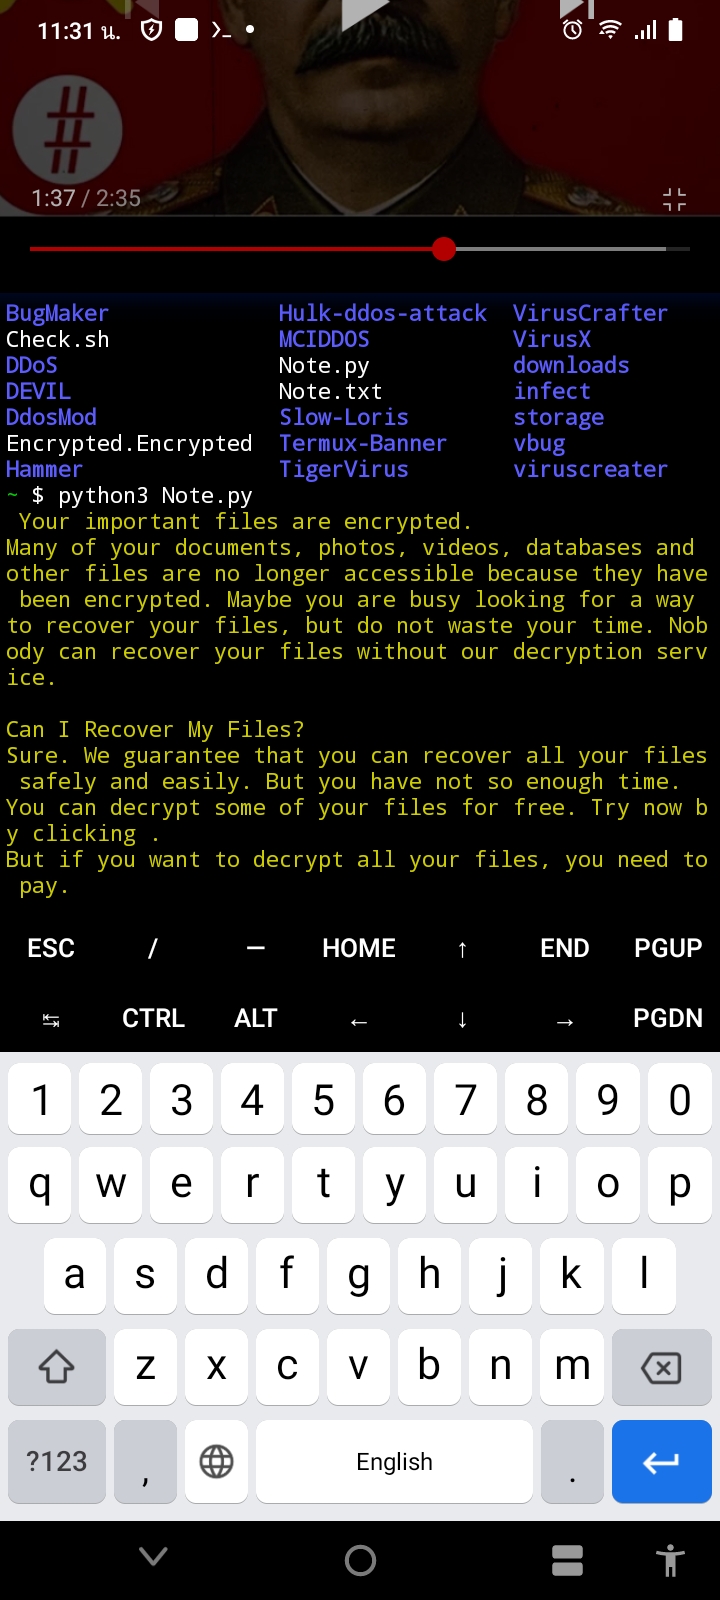 11:31 น.
#
1:37 / 2:35
BugMaker Hulk-ddos-attack VirusCrafter
Check.sh MCIDDOS VirusX
DDoS Note.py downloads
DEVIL Note.txt infect
DdosMod Slow-Loris storage
Encrypted.Encrypted Termux-Banner vbug
Hammer TigerVirus viruscreater
~ $ python3 Note.py
Your important files are encrypted.
Many of your documents, photos, videos, databases and
other files are no longer accessible because they have
been encrypted. Maybe you are busy looking for a way
to recover your files, but do not waste your time. Nob
ody can recover your files without our decryption serv
ice.
Can I Recover My Files?
Sure. We guarantee that you can recover all your files
safely and easily. But you have not so enough time.
You can decrypt some of your files for free. Try now b
y clicking .
But if you want to decrypt all your files, you need to
pay.
ESC / — HOME ↑ END PGUP
↹ CTRL ALT ← ↓ → PGDN
1 2 3 4 5 6 7 8 9 0
q w e r t y u i o p
a s d f g h j k l
z x c v b n m
?123 , English .